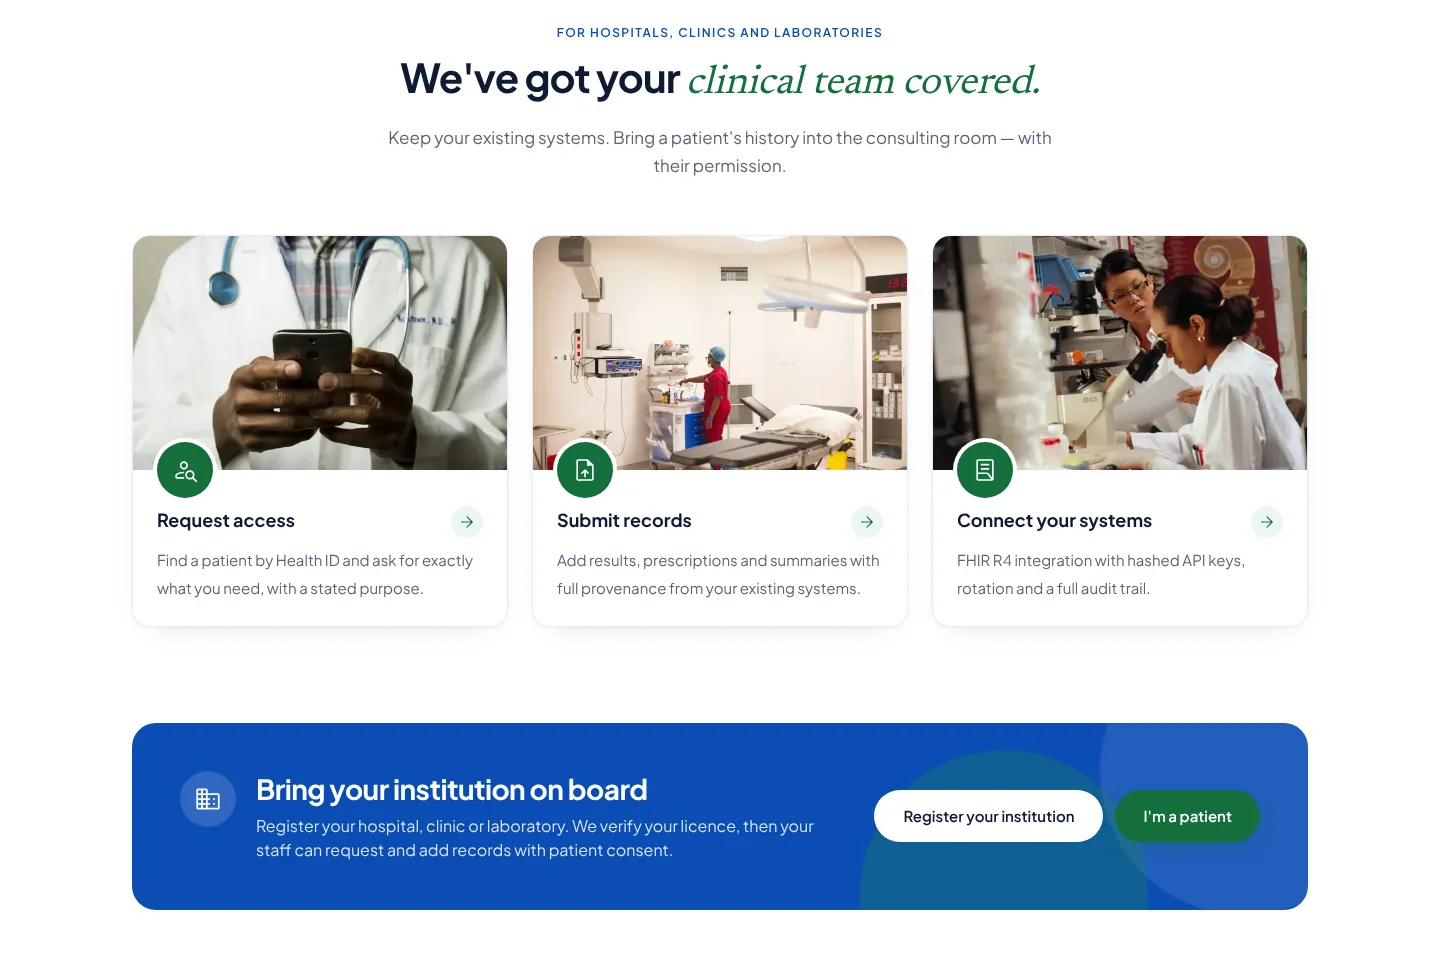 FOR HOSPITALS, CLINICS AND LABORATORIES
We've got your clinical team covered.
Keep your existing systems. Bring a patient's history into the consulting room — with
their permission.
Request access
Find a patient by Health ID and ask for exactly
what you need, with a stated purpose.
Submit records
Add results, prescriptions and summaries with
full provenance from your existing systems.
Connect your systems
FHIR R4 integration with hashed API keys,
rotation and a full audit trail.
Bring your institution on board
Register your hospital, clinic or laboratory. We verify your licence, then your
staff can request and add records with patient consent.
Register your institution
I'm a patient